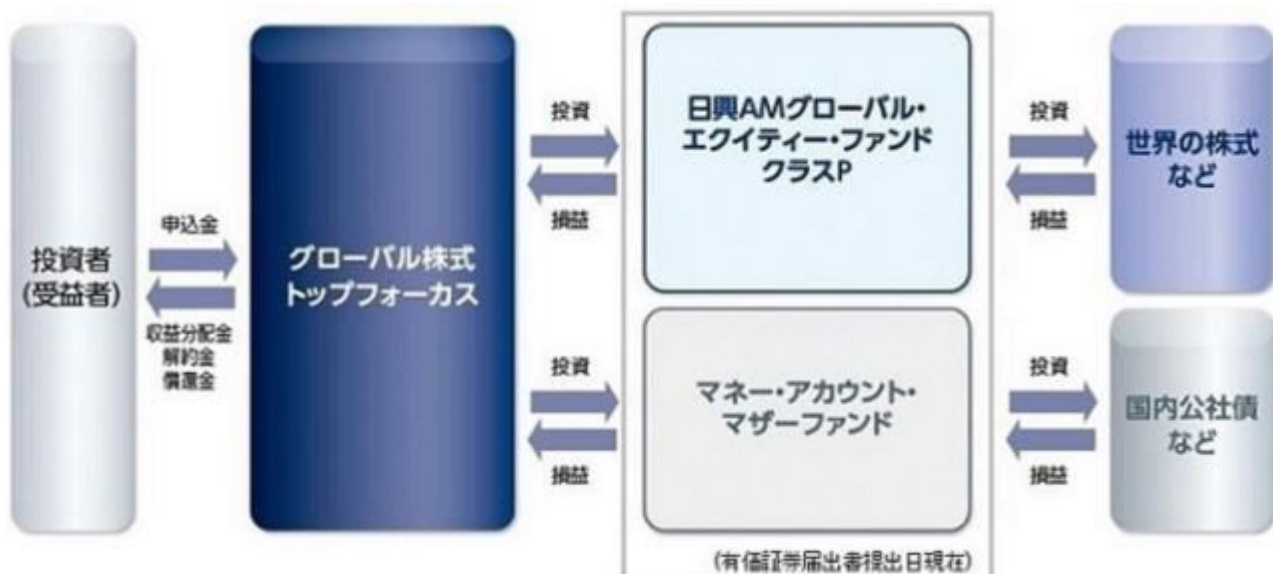 投資者
(受益者)
申込金
収益分配金
解約金
償還金
グローバル株式
トップフォーカス
投資
損益
日興AMグローバル・
エクイティー・ファンド
クラスP
投資
損益
世界の株式
など
投資
損益
マネー・アカウント・
マザーファンド
投資
損益
国内公社債
など
(有価証券届出書提出日現在)